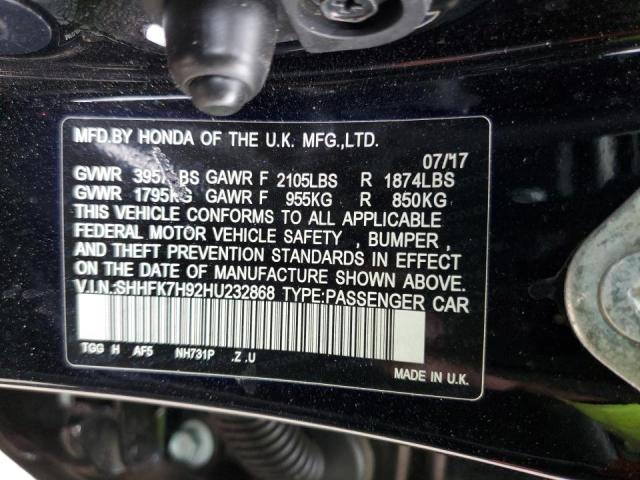 MFD.BY HONDA OF THE U.K. MFG.,LTD.
07/17
GVWR LBS GAWR F 2105LBS R 1874LBS
GVWR 1795KG GAWR F 955KG R 850KG
THIS VEHICLE CONFORMS TO ALL APPLICABLE
FEDERAL MOTOR VEHICLE SAFETY , BUMPER ,
AND THEFT PREVENTION STANDARDS IN EFFECT
ON THE DATE OF MANUFACTURE SHOWN ABOVE.
V.I.N.:SHHFK7H92HU232868 TYPE:PASSENGER CAR
TGG H AF5 NH731P .Z .U
MADE IN U.K.